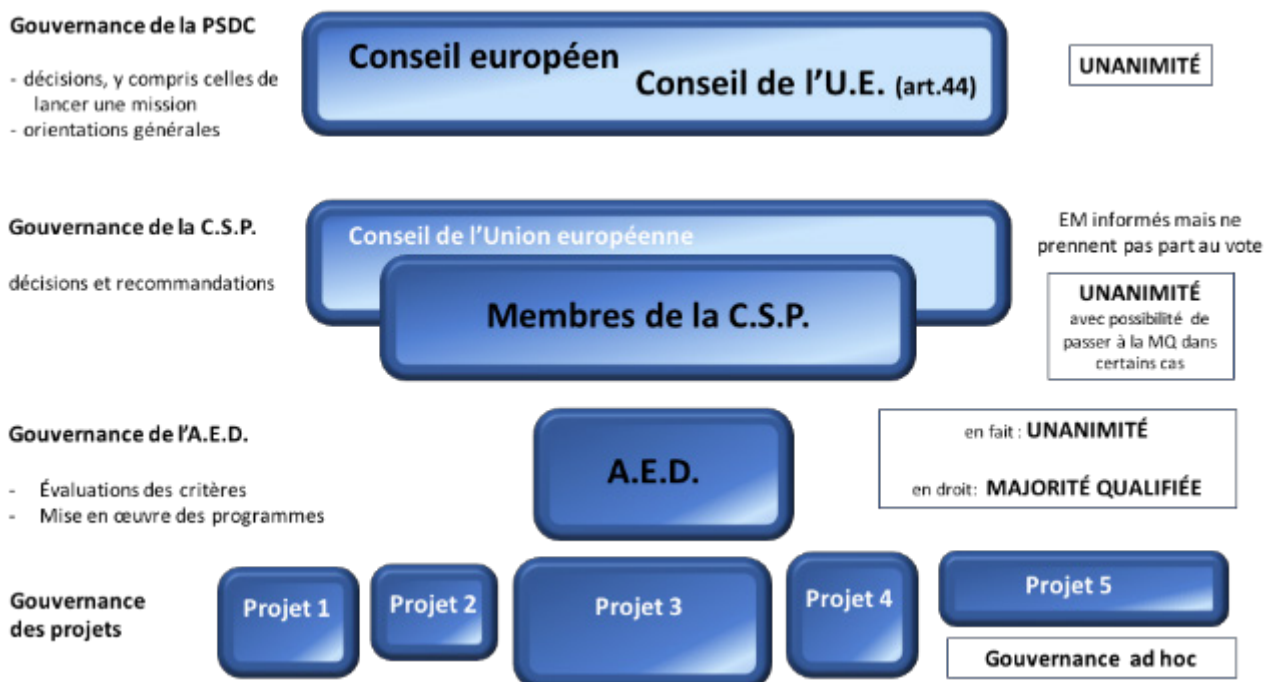 Gouvernance de la PSDC
- décisions, y compris celles de
lancer une mission
- orientations générales
Conseil européen
Conseil de l'U.E. (art.44)
UNANIMITÉ
Gouvernance de la C.S.P.
décisions et recommandations
Conseil de l'Union européenne
Membres de la C.S.P.
EM informés mais ne
prennent pas part au vote
UNANIMITÉ
avec possibilité de
passer à la MQ dans
certains cas
Gouvernance de l'A.E.D.
- Évaluations des critères
- Mise en œuvre des programmes
A.E.D.
en fait : UNANIMITÉ
en droit: MAJORITÉ QUALIFIÉE
Gouvernance
des projets
Projet 1
Projet 2
Projet 3
Projet 4
Projet 5
Gouvernance ad hoc